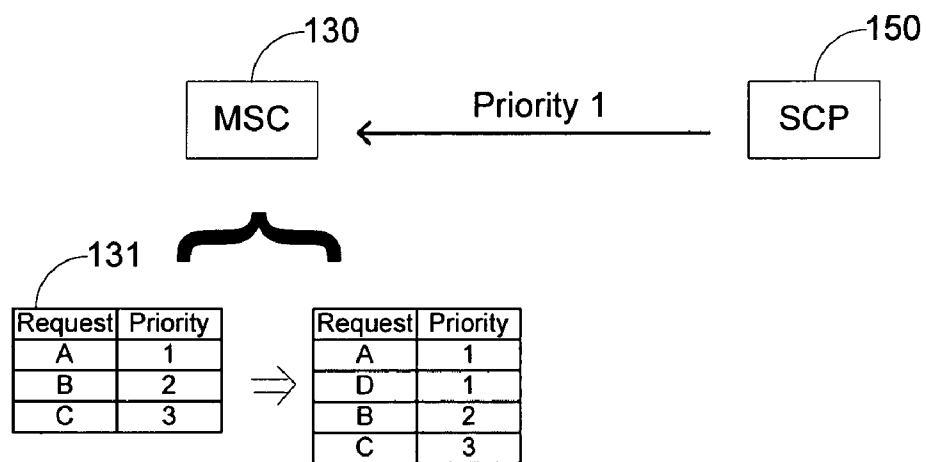 130
150
MSC
Priority 1
SCP
131
Request Priority
A 1
B 2
C 3
Request Priority
A 1
D 1
B 2
C 3